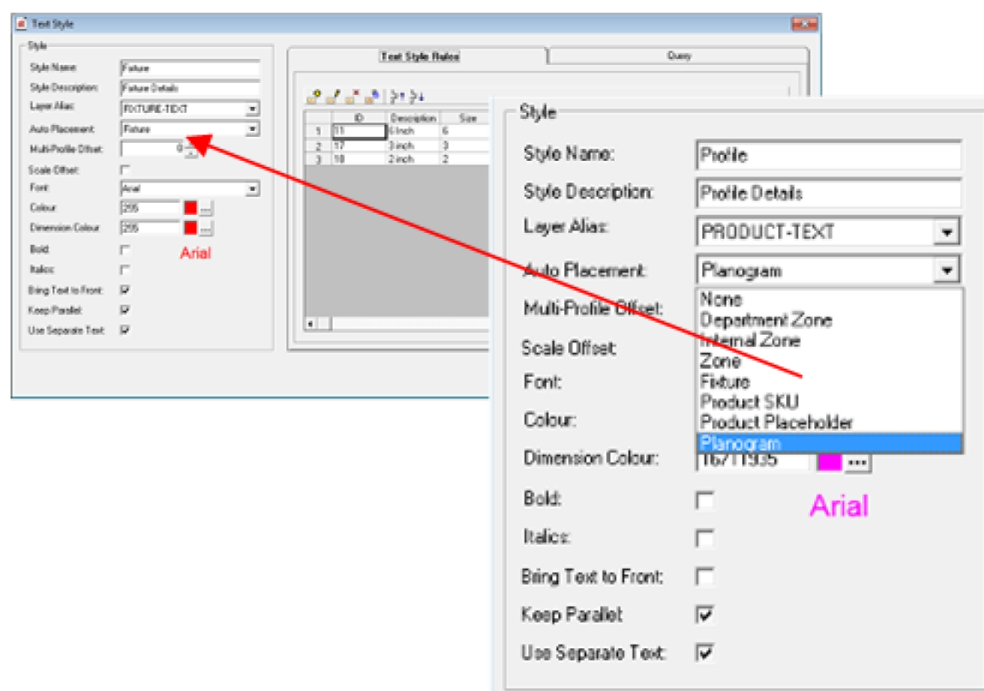 Text Style
Style
Style Name: Fixture
Style Description: Fixture Details
Layer Alias: FIXTURE-TEXT
Auto Placement: Fixture
Multi-Profile Offset: 0
Scale Offset:
Font: Arial
Colour: 255
Dimension Colour: 255
Bold:
Arial
Italics:
Bring Text to Front:
Keep Parallel:
Use Separate Text:
Text Style Rules Query
ID Description Size
1 11 6 Inch 6
2 17 3 inch 3
3 18 2 inch 2
Style
Style Name: Profile
Style Description: Profile Details
Layer Alias: PRODUCT-TEXT
Auto Placement: Planogram
None
Multi-Profile Offset:
Department Zone
Internal Zone
Scale Offset:
Zone
Font:
Fixture
Product SKU
Colour:
Product Placeholder
Planogram
Dimension Colour: 16711935 ...
Bold:
Arial
Italics:
Bring Text to Front:
Keep Parallel:
Use Separate Text: